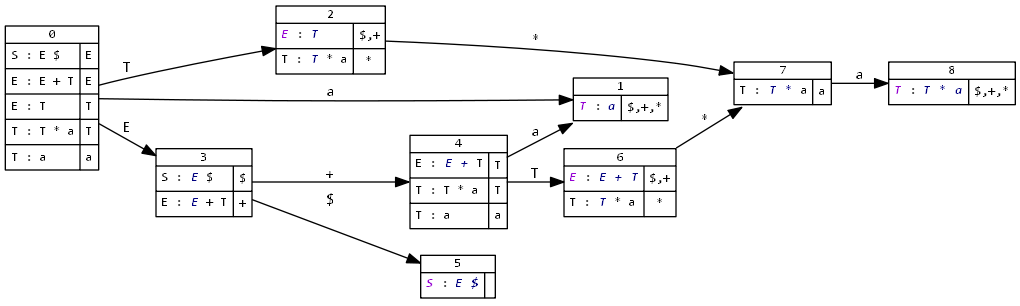 0
S : E $ E
E : E + T E
E : T T
T : T * a T
T : a a
T
a
E
2
E : T $,+
T : T * a *
*
3
S : E $ $
E : E + T +
+
$
4
E : E + T T
T : T * a T
T : a a
a
T
5
S : E $
1
T : a $,+,*
6
E : E + T $,+
T : T * a *
*
7
T : T * a a
a
8
T : T * a $,+,*